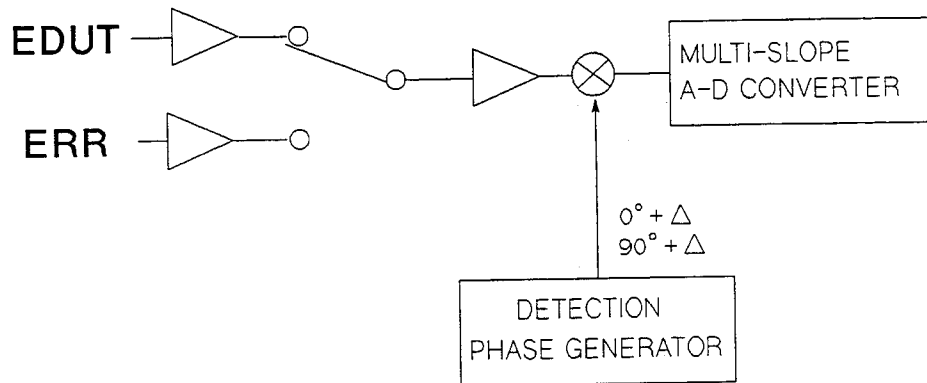 EDUT
MULTI-SLOPE
A-D CONVERTER
ERR
0° + △
90° + △
DETECTION
PHASE GENERATOR